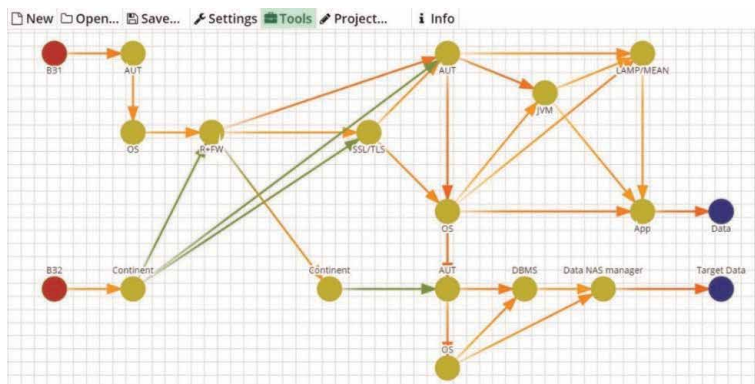 New Open... Save... Settings Tools Project... Info
B31 AUT AUT LAMP/MEAN
JVM
OS R+FW SSL/TLS
OS App Data
B32 Continent Continent AUT DBMS Data NAS manager Target Data
OS